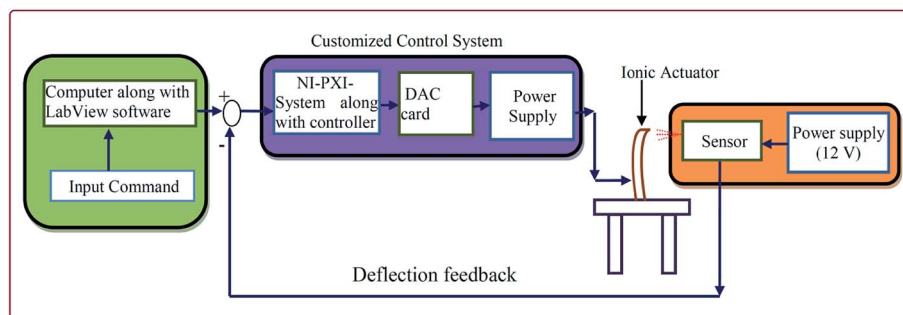 Customized Control System
Computer along with
LabView software
Input Command
+
-
NI-PXI-
System along
with controller
DAC
card
Power
Supply
Ionic Actuator
Sensor
Power supply
(12 V)
Deflection feedback